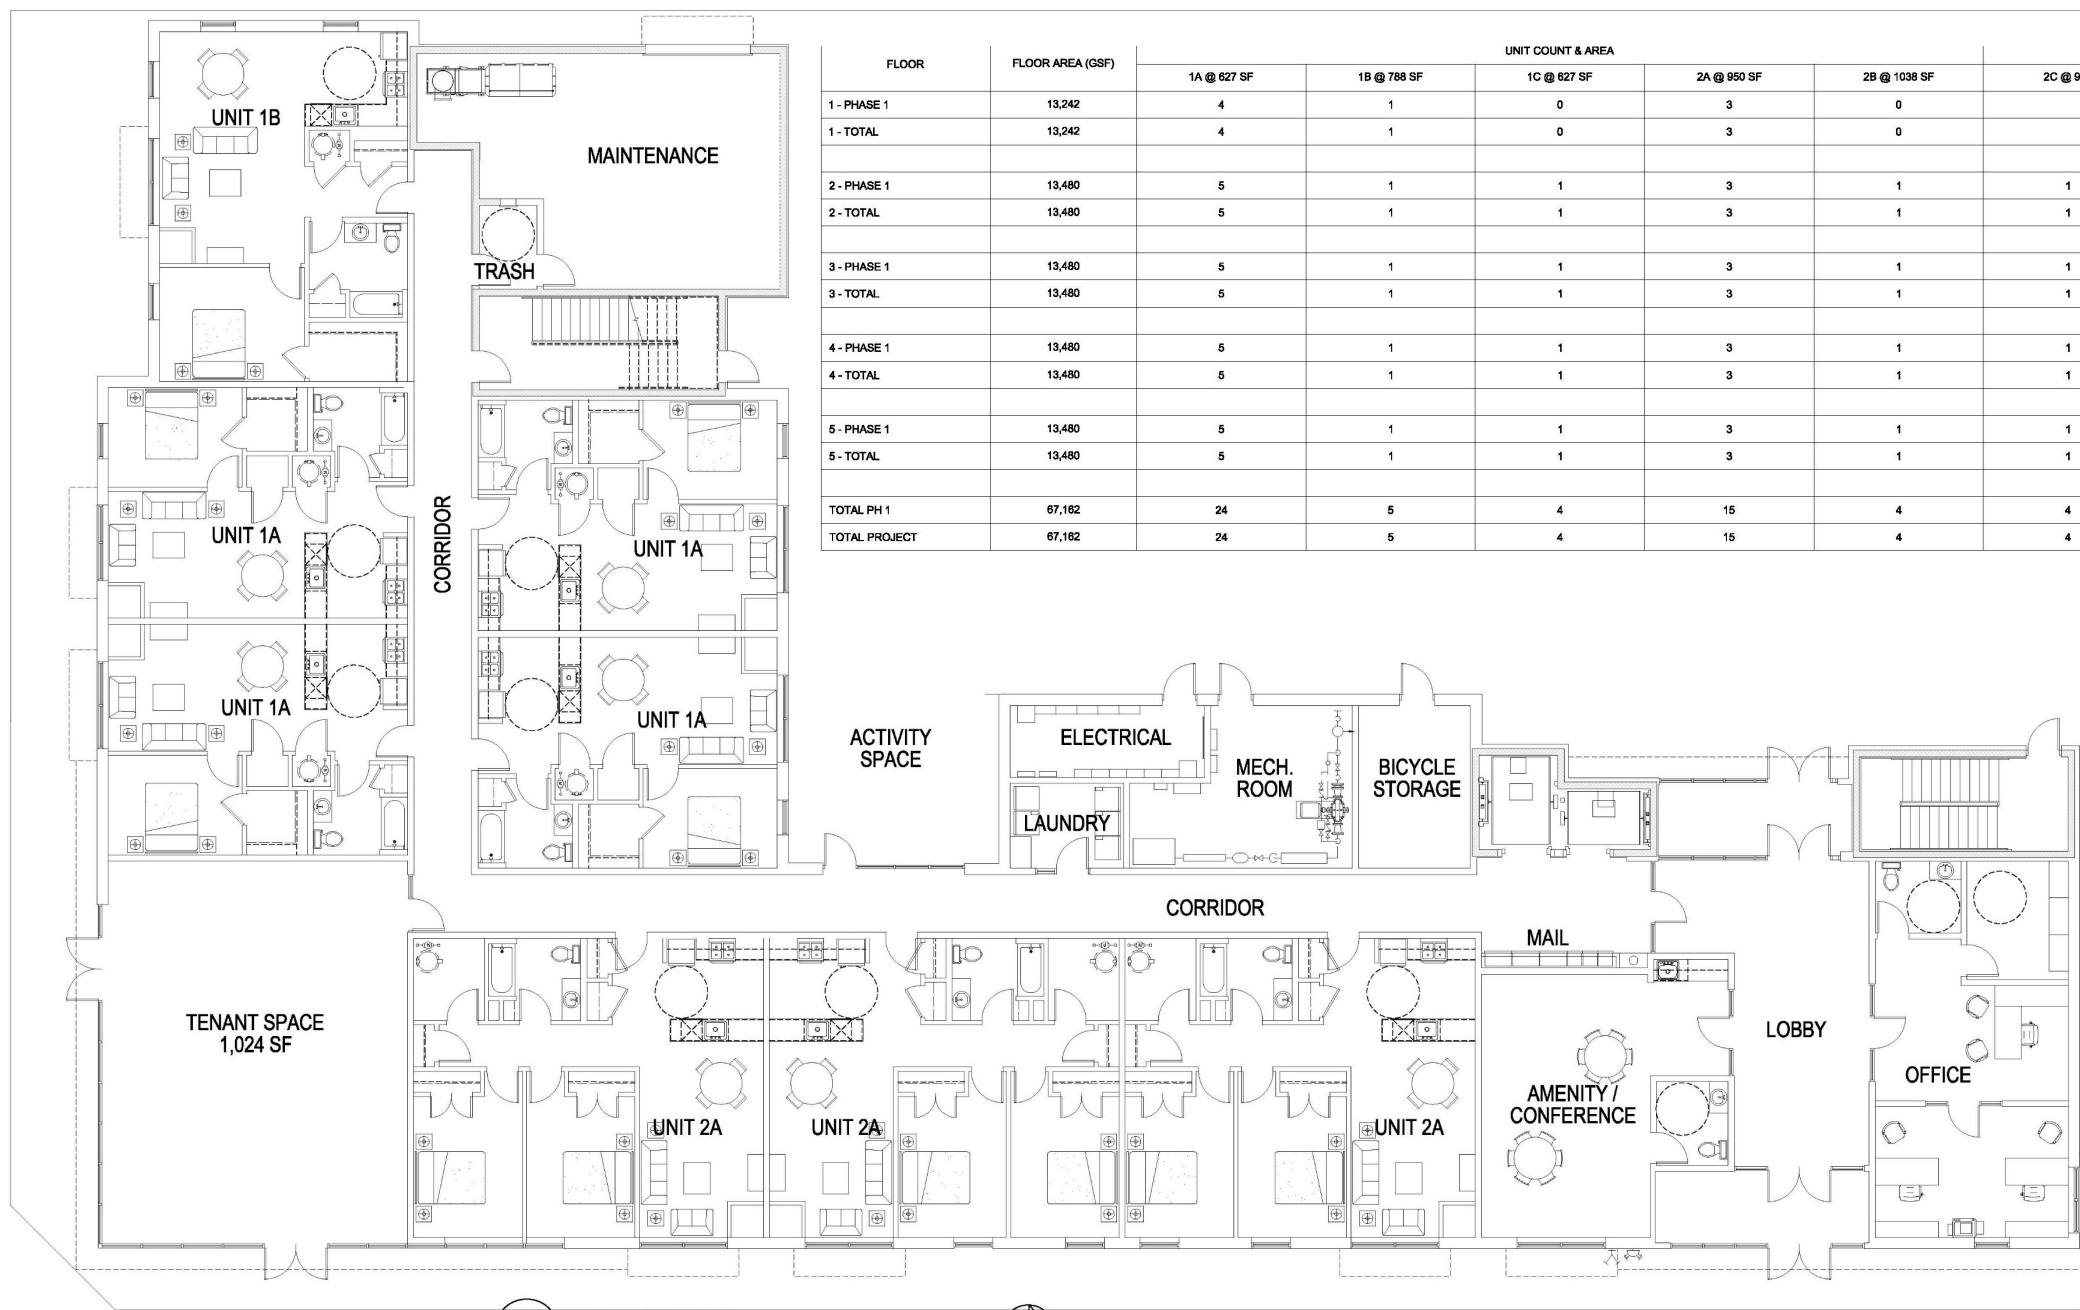 UNIT COUNT & AREA
FLOOR FLOOR AREA (GSF) 1A @ 627 SF 1B @ 788 SF 1C @ 627 SF 2A @ 950 SF 2B @ 1038 SF 2C @ 9
1 - PHASE 1 13,242 4 1 0 3 0
1 - TOTAL 13,242 4 1 0 3 0
2 - PHASE 1 13,480 5 1 1 3 1 1
2 - TOTAL 13,480 5 1 1 3 1 1
3 - PHASE 1 13,480 5 1 1 3 1 1
3 - TOTAL 13,480 5 1 1 3 1 1
4 - PHASE 1 13,480 5 1 1 3 1 1
4 - TOTAL 13,480 5 1 1 3 1 1
5 - PHASE 1 13,480 5 1 1 3 1 1
5 - TOTAL 13,480 5 1 1 3 1 1
TOTAL PH 1 67,162 24 5 4 15 4 4
TOTAL PROJECT 67,162 24 5 4 15 4 4
UNIT 1B
MAINTENANCE
TRASH
CORRIDOR
UNIT 1A
UNIT 1A
UNIT 1A
UNIT 1A
ACTIVITY
SPACE
ELECTRICAL
MECH.
ROOM
BICYCLE
STORAGE
LAUNDRY
CORRIDOR
MAIL
TENANT SPACE
1,024 SF
LOBBY
OFFICE
AMENITY /
CONFERENCE
UNIT 2A
UNIT 2A
UNIT 2A